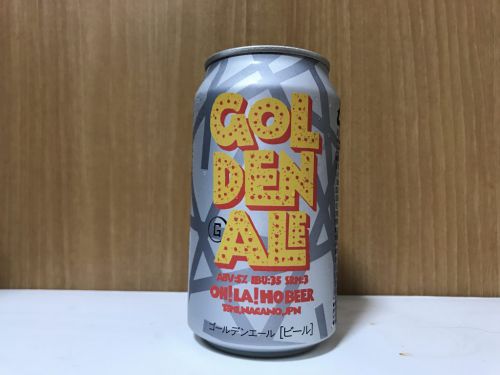 GOL
DEN
G
ALE
ABV:5% IBU:35 SRM:3
OH!LA!HO BEER
TOMI, NAGANO, JPN
ゴールデンエール [ビール]